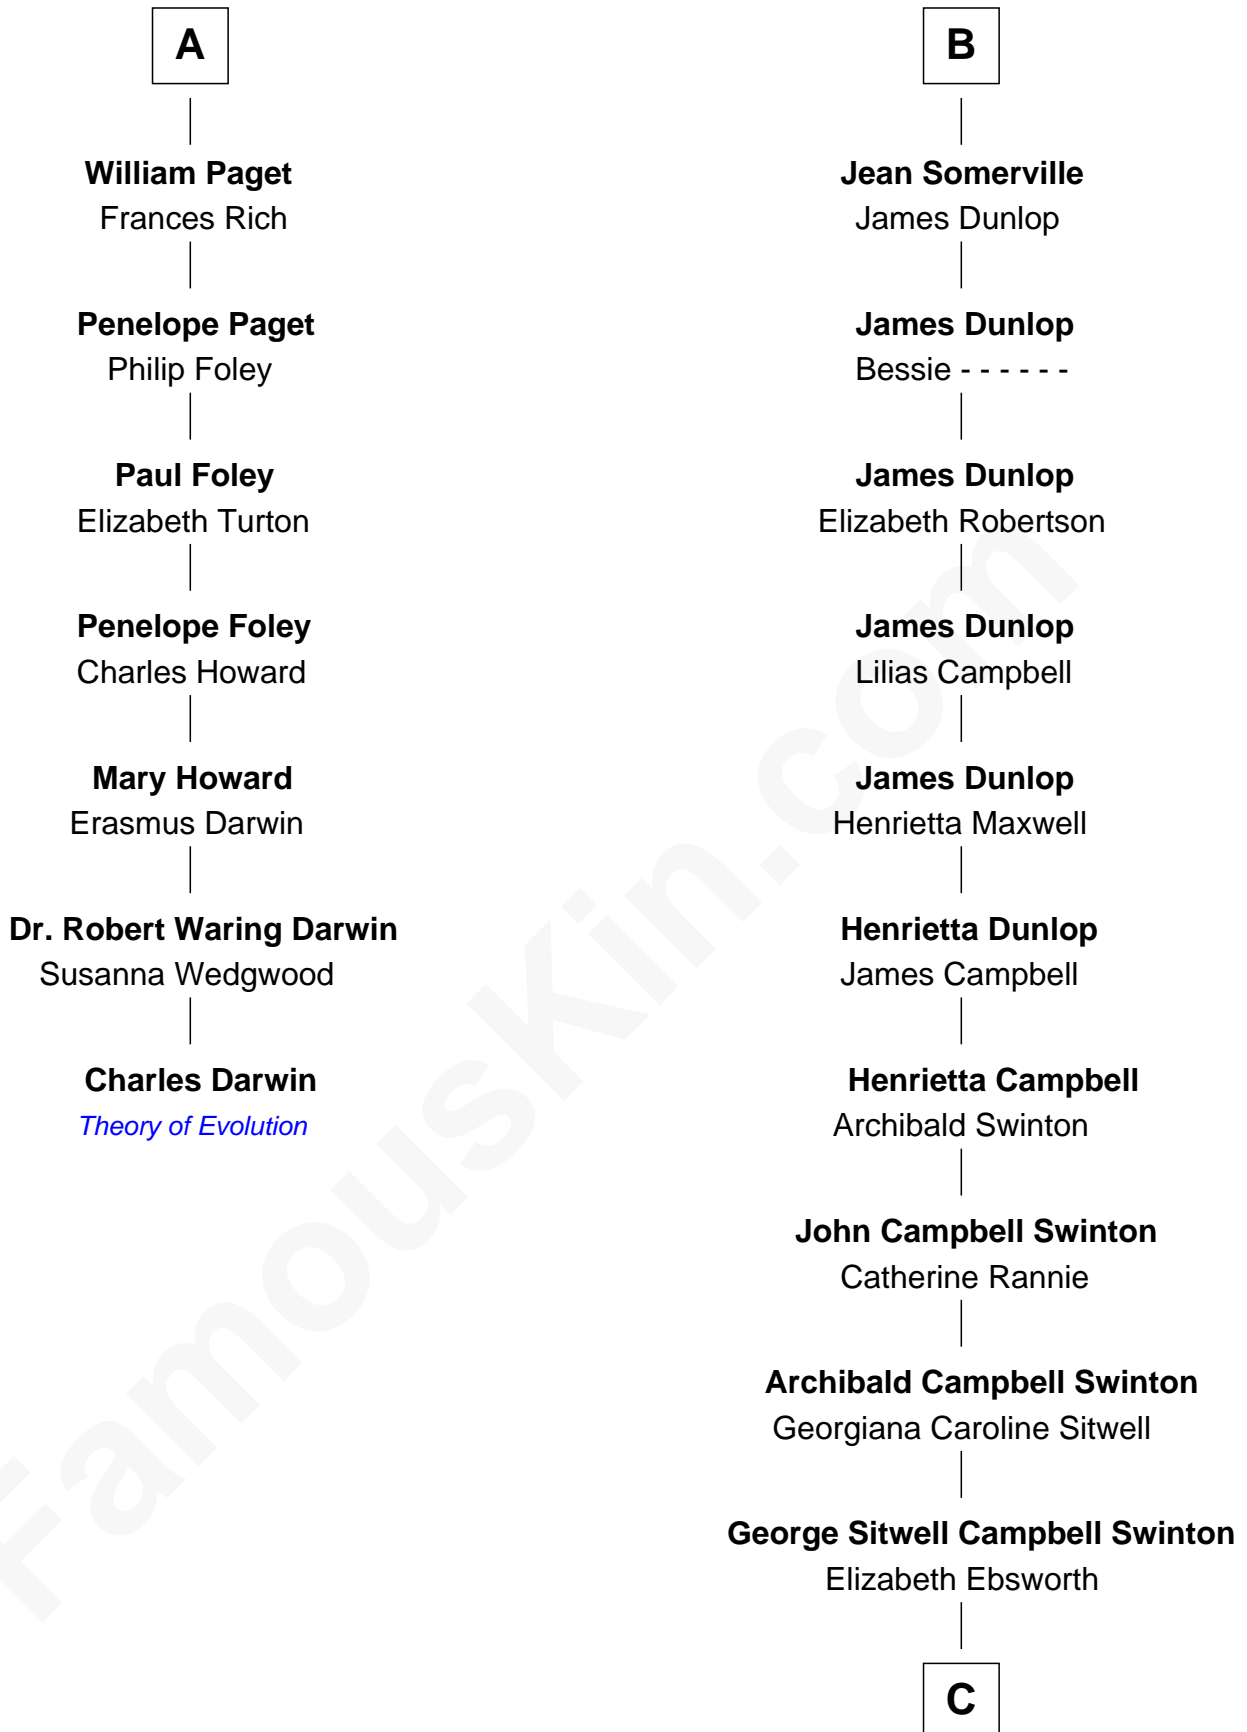 A
William Paget
Frances Rich
Penelope Paget
Philip Foley
Paul Foley
Elizabeth Turton
Penelope Foley
Charles Howard
Mary Howard
Erasmus Darwin
Dr. Robert Waring Darwin
Susanna Wedgwood
Charles Darwin
Theory of Evolution
B
Jean Somerville
James Dunlop
James Dunlop
Bessie - - - - - -
James Dunlop
Elizabeth Robertson
James Dunlop
Lilias Campbell
James Dunlop
Henrietta Maxwell
Henrietta Dunlop
James Campbell
Henrietta Campbell
Archibald Swinton
John Campbell Swinton
Catherine Rannie
Archibald Campbell Swinton
Georgiana Caroline Sitwell
George Sitwell Campbell Swinton
Elizabeth Ebsworth
C
FamousKin.com